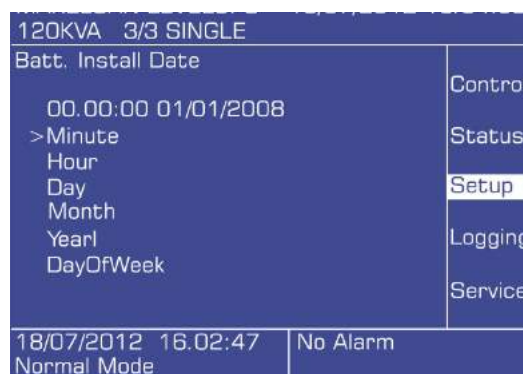 120KVA 3/3 SINGLE
Batt. Install Date
00.00:00 01/01/2008
>Minute
Hour
Day
Month
Yearl
DayOfWeek
Contro
Status
Setup
Logging
Service
18/07/2012 16.02:47
Normal Mode
No Alarm